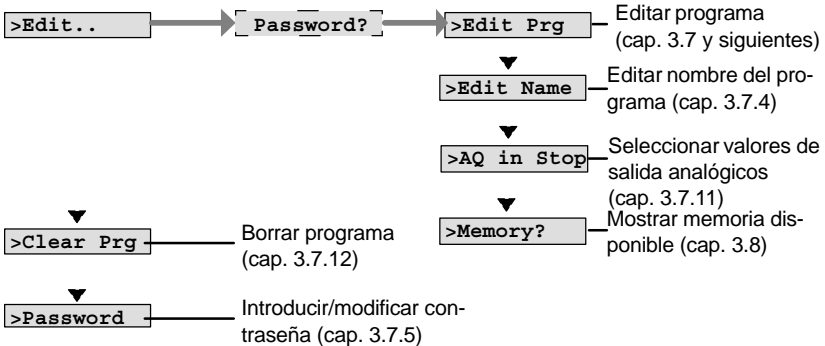 >Edit..
Password?
>Edit Prg
Editar programa
(cap. 3.7 y siguientes)
>Edit Name
Editar nombre del pro-
grama (cap. 3.7.4)
>AQ in Stop
Seleccionar valores de
salida analógicos
(cap. 3.7.11)
>Memory?
Mostrar memoria dis-
ponible (cap. 3.8)
>Clear Prg
Borrar programa
(cap. 3.7.12)
>Password
Introducir/modificar con-
traseña (cap. 3.7.5)